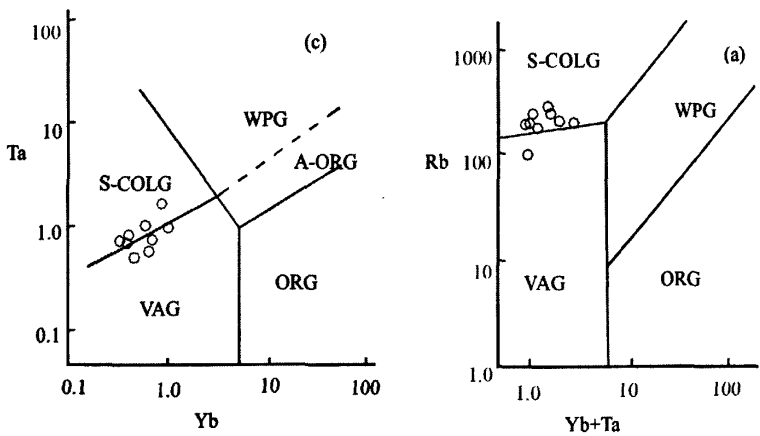 100
(c)
WPG
10
Ta
A-ORG
S-COLG
1.0
VAG
ORG
0.1
0.1
1.0
10
100
Yb
(a)
1000
S-COLG
WPG
Rb
100
10
VAG
ORG
1.0
1.0
10
100
Yb+Ta